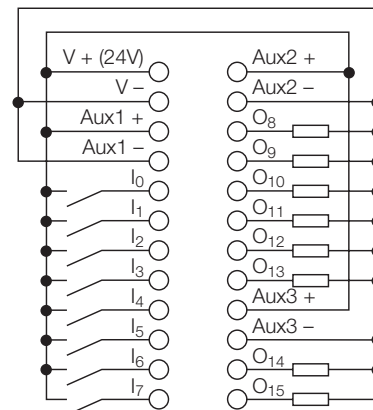 V + (24V)
V –
Aux1 +
Aux1 –
I0
I1
I2
I3
I4
I5
I6
I7
Aux2 +
Aux2 –
O8
O9
O10
O11
O12
O13
Aux3 +
Aux3 –
O14
O15